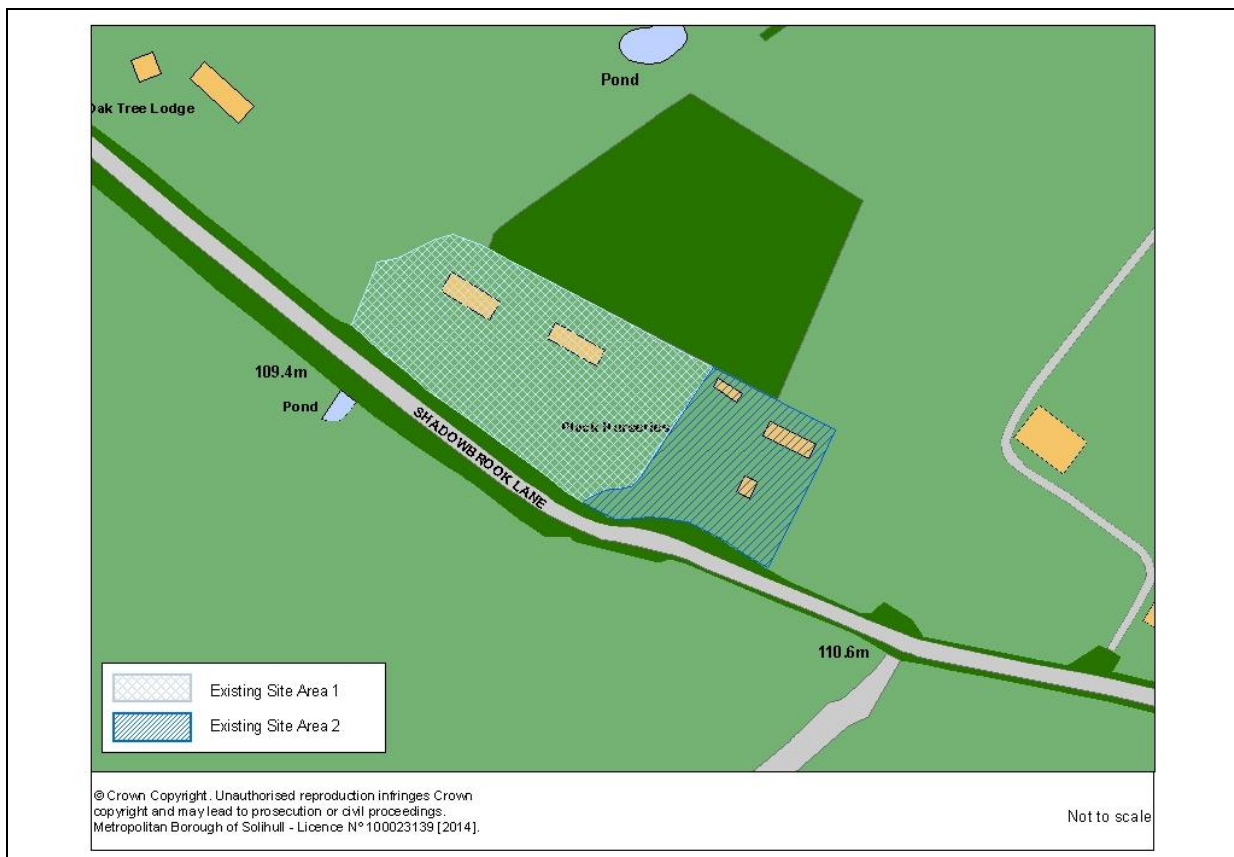 Pond
Oak Tree Lodge
109.4m
Pond
SHADOWBROOK LANE
Nurseries
110.6m
Existing Site Area 1
Existing Site Area 2
© Crown Copyright. Unauthorised reproduction infringes Crown
copyright and may lead to prosecution or civil proceedings.
Metropolitan Borough of Solihull - Licence Nº 100023139 [2014].
Not to scale